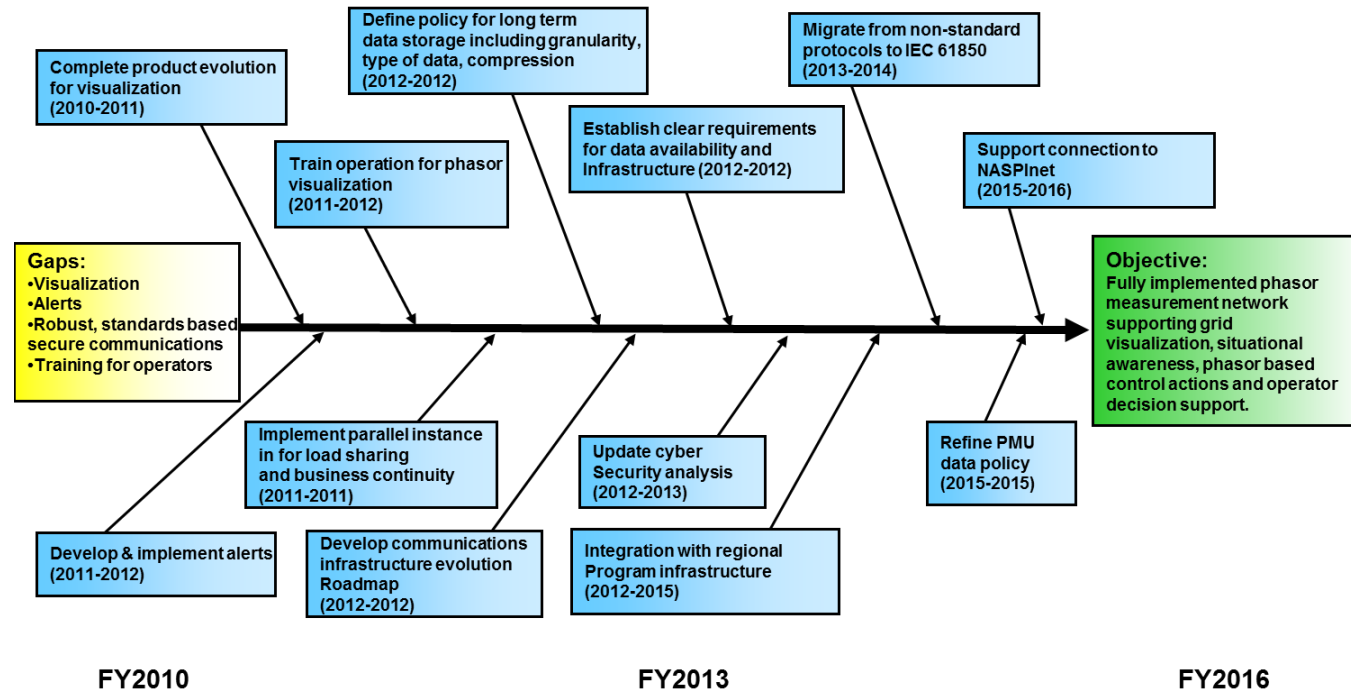 Complete product evolution
for visualization
(2010-2011)
Define policy for long term
data storage including granularity,
type of data, compression
(2012-2012)
Migrate from non-standard
protocols to IEC 61850
(2013-2014)
Train operation for phasor
visualization
(2011-2012)
Establish clear requirements
for data availability and
Infrastructure (2012-2012)
Support connection to
NASPInet
(2015-2016)
Gaps:
•Visualization
•Alerts
•Robust, standards based
secure communications
•Training for operators
Objective:
Fully implemented phasor
measurement network
supporting grid
visualization, situational
awareness, phasor based
control actions and operator
decision support.
Implement parallel instance
in for load sharing
and business continuity
(2011-2011)
Update cyber
Security analysis
(2012-2013)
Refine PMU
data policy
(2015-2015)
Develop & implement alerts
(2011-2012)
Develop communications
infrastructure evolution
Roadmap
(2012-2012)
Integration with regional
Program infrastructure
(2012-2015)
FY2010
FY2013
FY2016